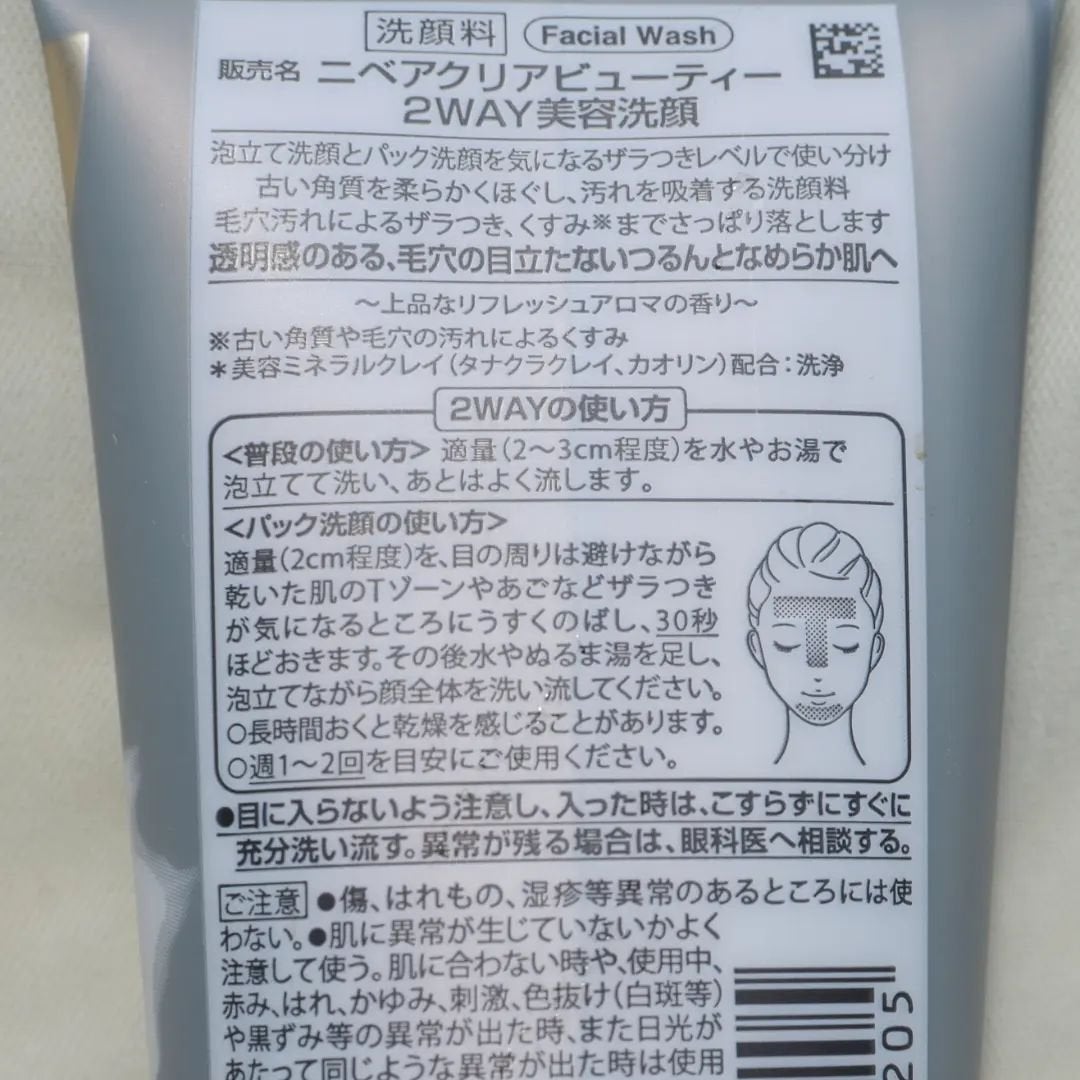 洗顔料 Facial Wash
販売名 ニベアクリアビューティー
2WAY美容洗顔
泡立て洗顔とパック洗顔を気になるザラつきレベルで使い分け
古い角質を柔らかくほぐし、汚れを吸着する洗顔料
毛穴汚れによるザラつき、くすみ※までさっぱり落とします
透明感のある、毛穴の目立たないつるんとなめらか肌へ
～上品なリフレッシュアロマの香り～
※古い角質や毛穴の汚れによるくすみ
＊美容ミネラルクレイ（タナクラクレイ、カオリン）配合：洗浄
2WAYの使い方
<普段の使い方> 適量（2～3cm程度）を水やお湯で
泡立てて洗い、あとはよく流します。
<パック洗顔の使い方>
適量（2cm程度）を、目の周りは避けながら
乾いた肌のTゾーンやあごなどザラつき
が気になるところにうすくのばし、30秒
ほどおきます。その後水やぬるま湯を足し、
泡立てながら顔全体を洗い流してください。
○長時間おくと乾燥を感じることがあります。
○週1～2回を目安にご使用ください。
●目に入らないよう注意し、入った時は、こすらずにすぐに
充分洗い流す。異常が残る場合は、眼科医へ相談する。
ご注意 ●傷、はれもの、湿疹等異常のあるところには使
わない。●肌に異常が生じていないかよく
注意して使う。肌に合わない時や、使用中、
赤み、はれ、かゆみ、刺激、色抜け（白斑等）
や黒ずみ等の異常が出た時、また日光が
あたって同じような異常が出た時は使用
205